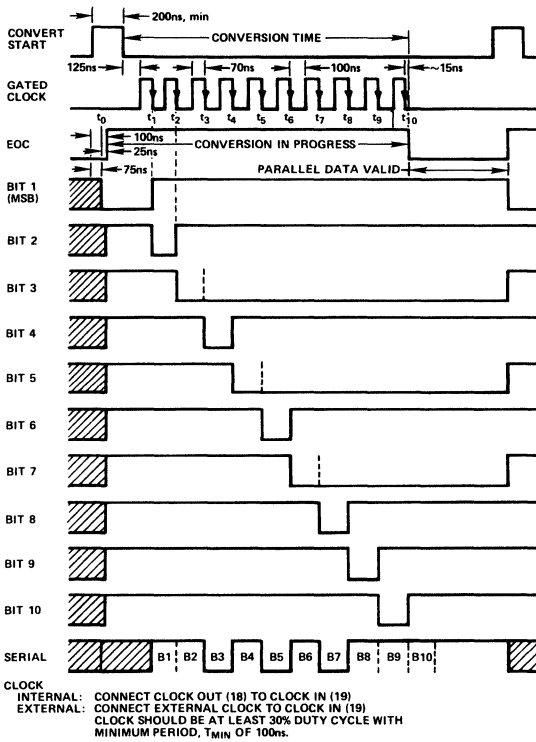 200ns, min
CONVERT START
CONVERSION TIME
125ns
70ns
100ns
~15ns
GATED CLOCK
t0 t1 t2 t3 t4 t5 t6 t7 t8 t9 t10
EOC
100ns
CONVERSION IN PROGRESS
25ns
75ns
PARALLEL DATA VALID
BIT 1 (MSB)
BIT 2
BIT 3
BIT 4
BIT 5
BIT 6
BIT 7
BIT 8
BIT 9
BIT 10
SERIAL B1 B2 B3 B4 B5 B6 B7 B8 B9 B10
CLOCK
INTERNAL: CONNECT CLOCK OUT (18) TO CLOCK IN (19)
EXTERNAL: CONNECT EXTERNAL CLOCK TO CLOCK IN (19)
CLOCK SHOULD BE AT LEAST 30% DUTY CYCLE WITH
MINIMUM PERIOD, TMIN OF 100ns.